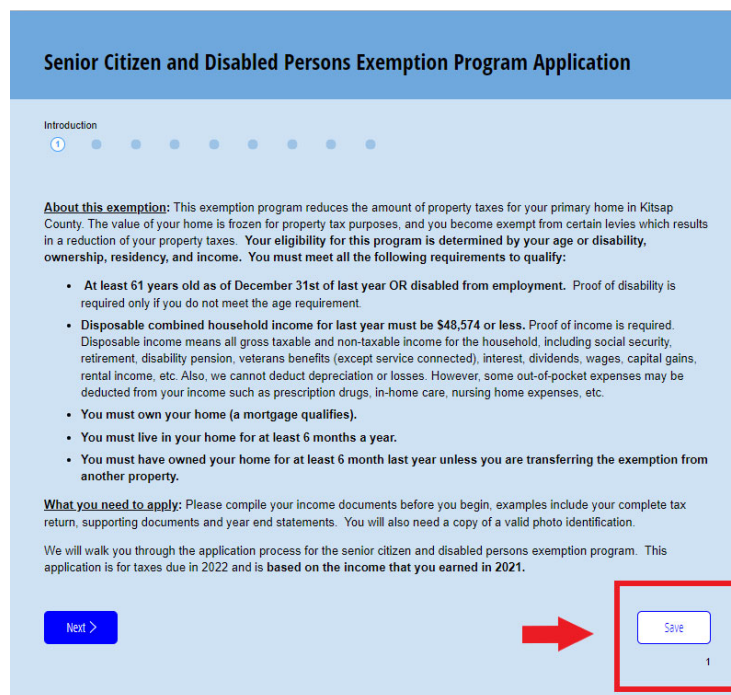 Senior Citizen and Disabled Persons Exemption Program Application
Introduction
1
About this exemption: This exemption program reduces the amount of property taxes for your primary home in Kitsap
County. The value of your home is frozen for property tax purposes, and you become exempt from certain levies which results
in a reduction of your property taxes. Your eligibility for this program is determined by your age or disability,
ownership, residency, and income. You must meet all the following requirements to qualify:
• At least 61 years old as of December 31st of last year OR disabled from employment. Proof of disability is
required only if you do not meet the age requirement.
• Disposable combined household income for last year must be $48,574 or less. Proof of income is required.
Disposable income means all gross taxable and non-taxable income for the household, including social security,
retirement, disability pension, veterans benefits (except service connected), interest, dividends, wages, capital gains,
rental income, etc. Also, we cannot deduct depreciation or losses. However, some out-of-pocket expenses may be
deducted from your income such as prescription drugs, in-home care, nursing home expenses, etc.
• You must own your home (a mortgage qualifies).
• You must live in your home for at least 6 months a year.
• You must have owned your home for at least 6 month last year unless you are transferring the exemption from
another property.
What you need to apply: Please compile your income documents before you begin, examples include your complete tax
return, supporting documents and year end statements. You will also need a copy of a valid photo identification.
We will walk you through the application process for the senior citizen and disabled persons exemption program. This
application is for taxes due in 2022 and is based on the income that you earned in 2021.
Next >
Save
1